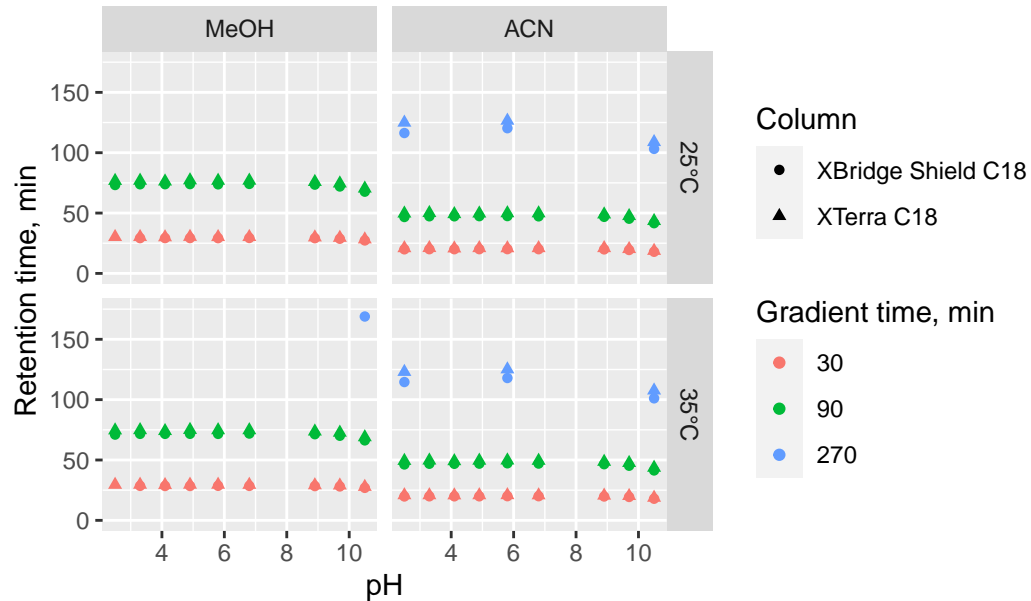 MeOH
ACN
150
100
50
0
25°C
150
100
50
0
35°C
4
6
8
10
4
6
8
10
Retention time, min
pH
Column
XBridge Shield C18
XTerra C18
Gradient time, min
30
90
270